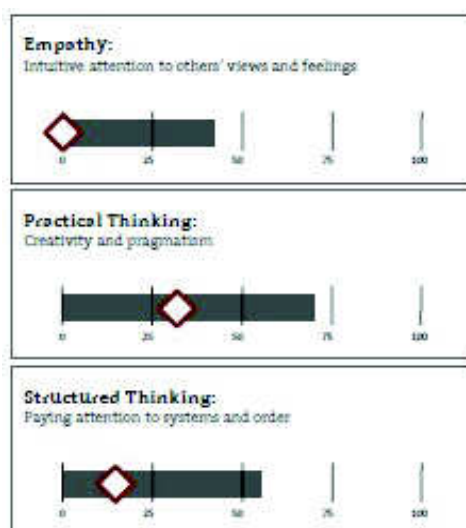 Empathy:
Intuitive attention to others' views and feelings
0 25 50 75 100
Practical Thinking:
Creativity and pragmatism
0 25 50 75 100
Structured Thinking:
Paying attention to systems and order
0 25 50 75 100